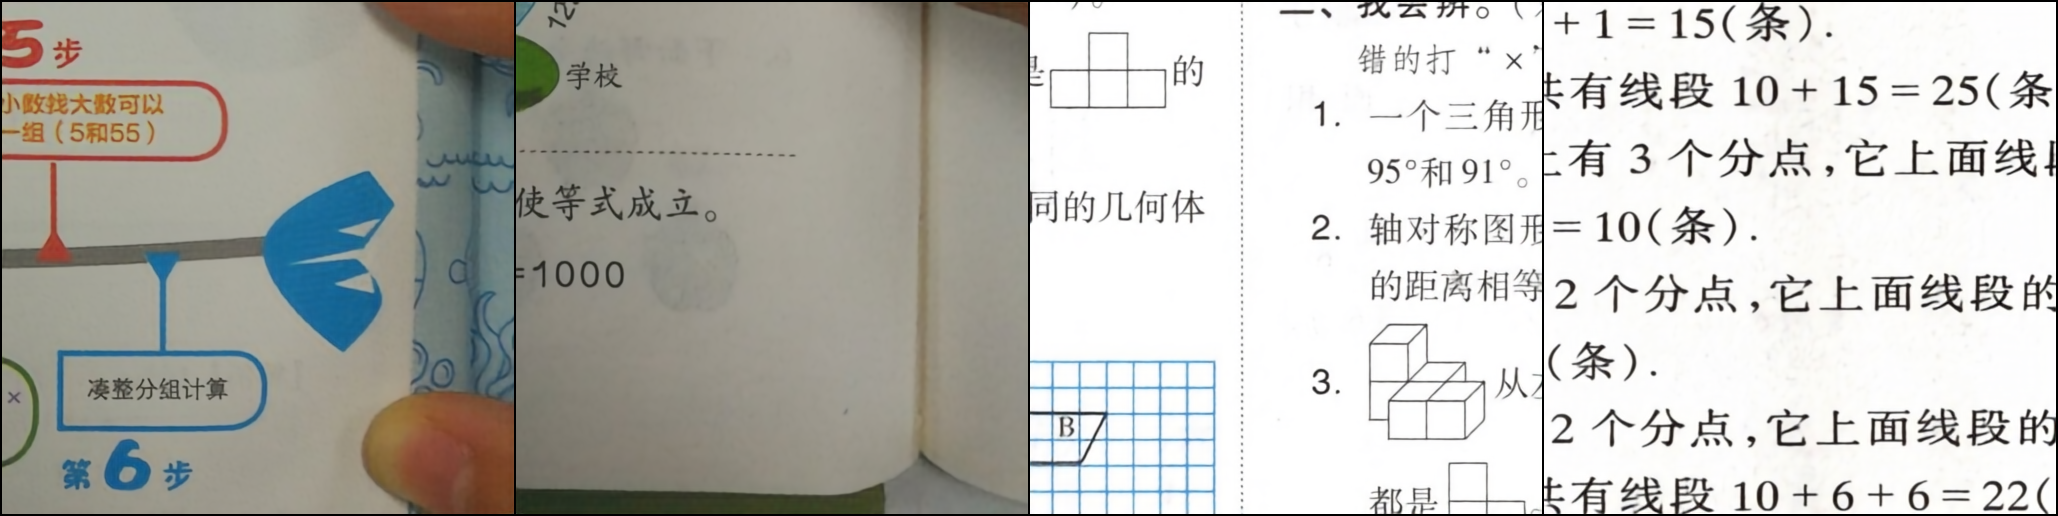 5步
小数找大数可以
一组（5和55）
×
凑整分组计算
第6步
12
学校
使等式成立。
=1000
是
的
同的几何体
B
二、我会辨。(
错的打“×”
1. 一个三角形
95°和91°。
2. 轴对称图形
的距离相等
3.
从
都是
+1=15(条).
共有线段 10+15=25(条
上有 3 个分点,它上面线段
=10(条).
2 个分点,它上面线段的
(条).
2 个分点,它上面线段的
共有线段 10+6+6=22(